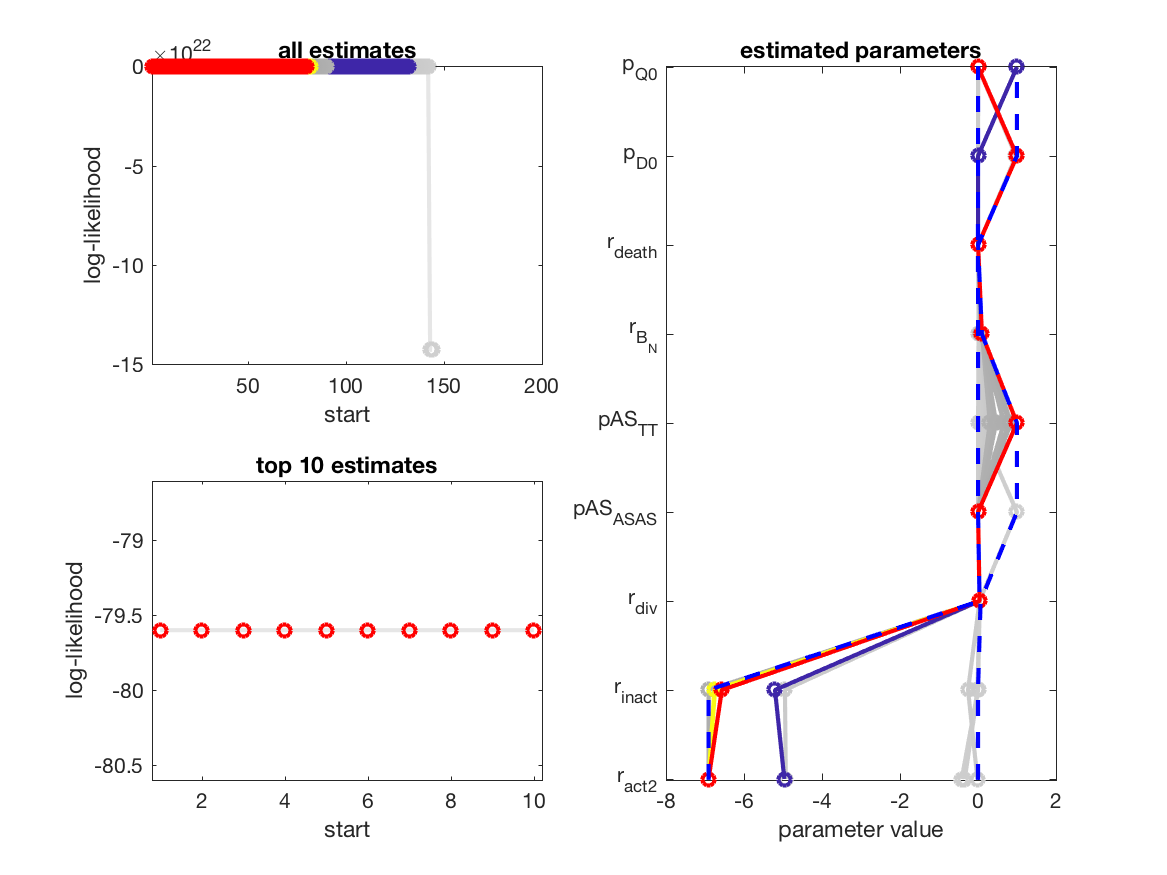 all estimates
×10^22
0
-5
-10
-15
50
100
150
200
log-likelihood
start
top 10 estimates
-79
-79.5
-80
-80.5
2
4
6
8
10
log-likelihood
start
estimated parameters
p_Q0
p_D0
r_death
r_B_N
pAS_TT
pAS_ASAS
r_div
r_inact
r_act2
-8
-6
-4
-2
0
2
parameter value